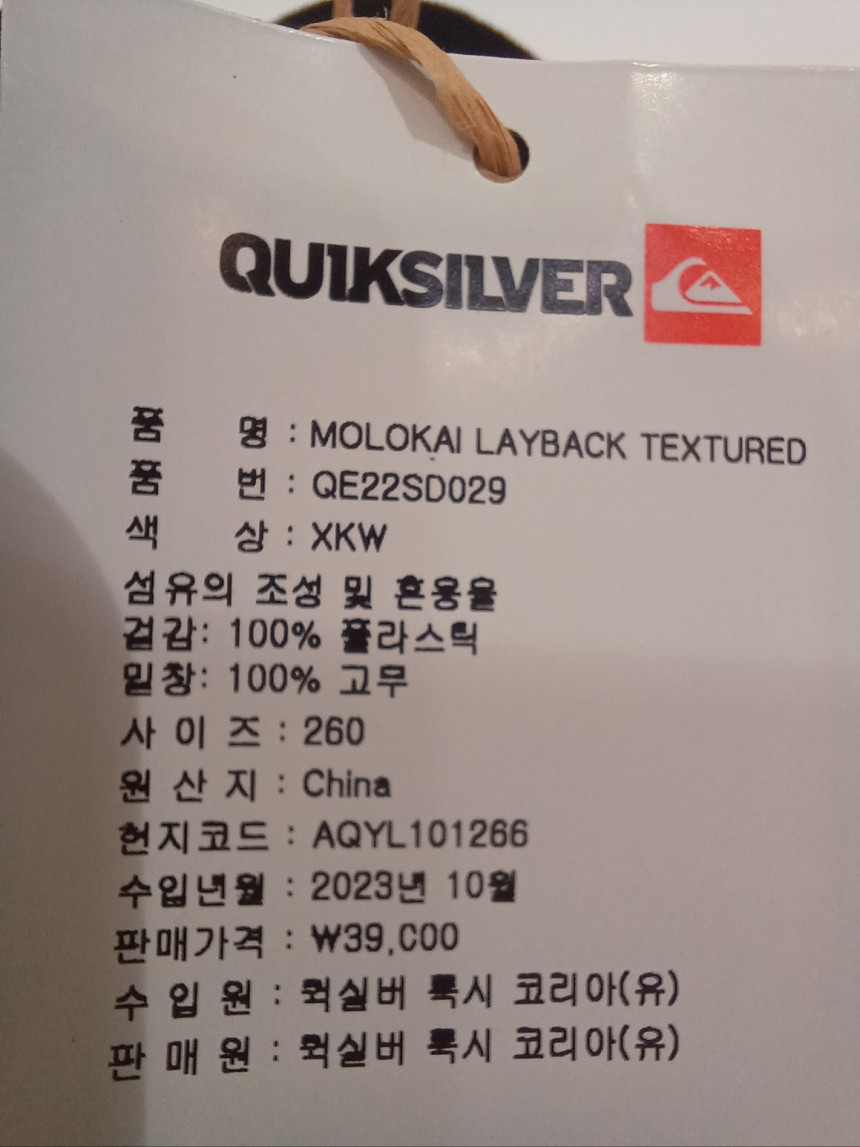 QUIKSILVER
품 명 : MOLOKAI LAYBACK TEXTURED
품 번 : QE22SD029
색 상 : XKW
섬유의 조성 및 혼용율
겉감: 100% 플라스틱
밑창: 100% 고무
사 이 즈 : 260
원 산 지 : China
현지코드 : AQYL101266
수입년월 : 2023년 10월
판매가격 : ₩39,000
수 입 원 : 퀵실버 록시 코리아(유)
판 매 원 : 퀵실버 록시 코리아(유)